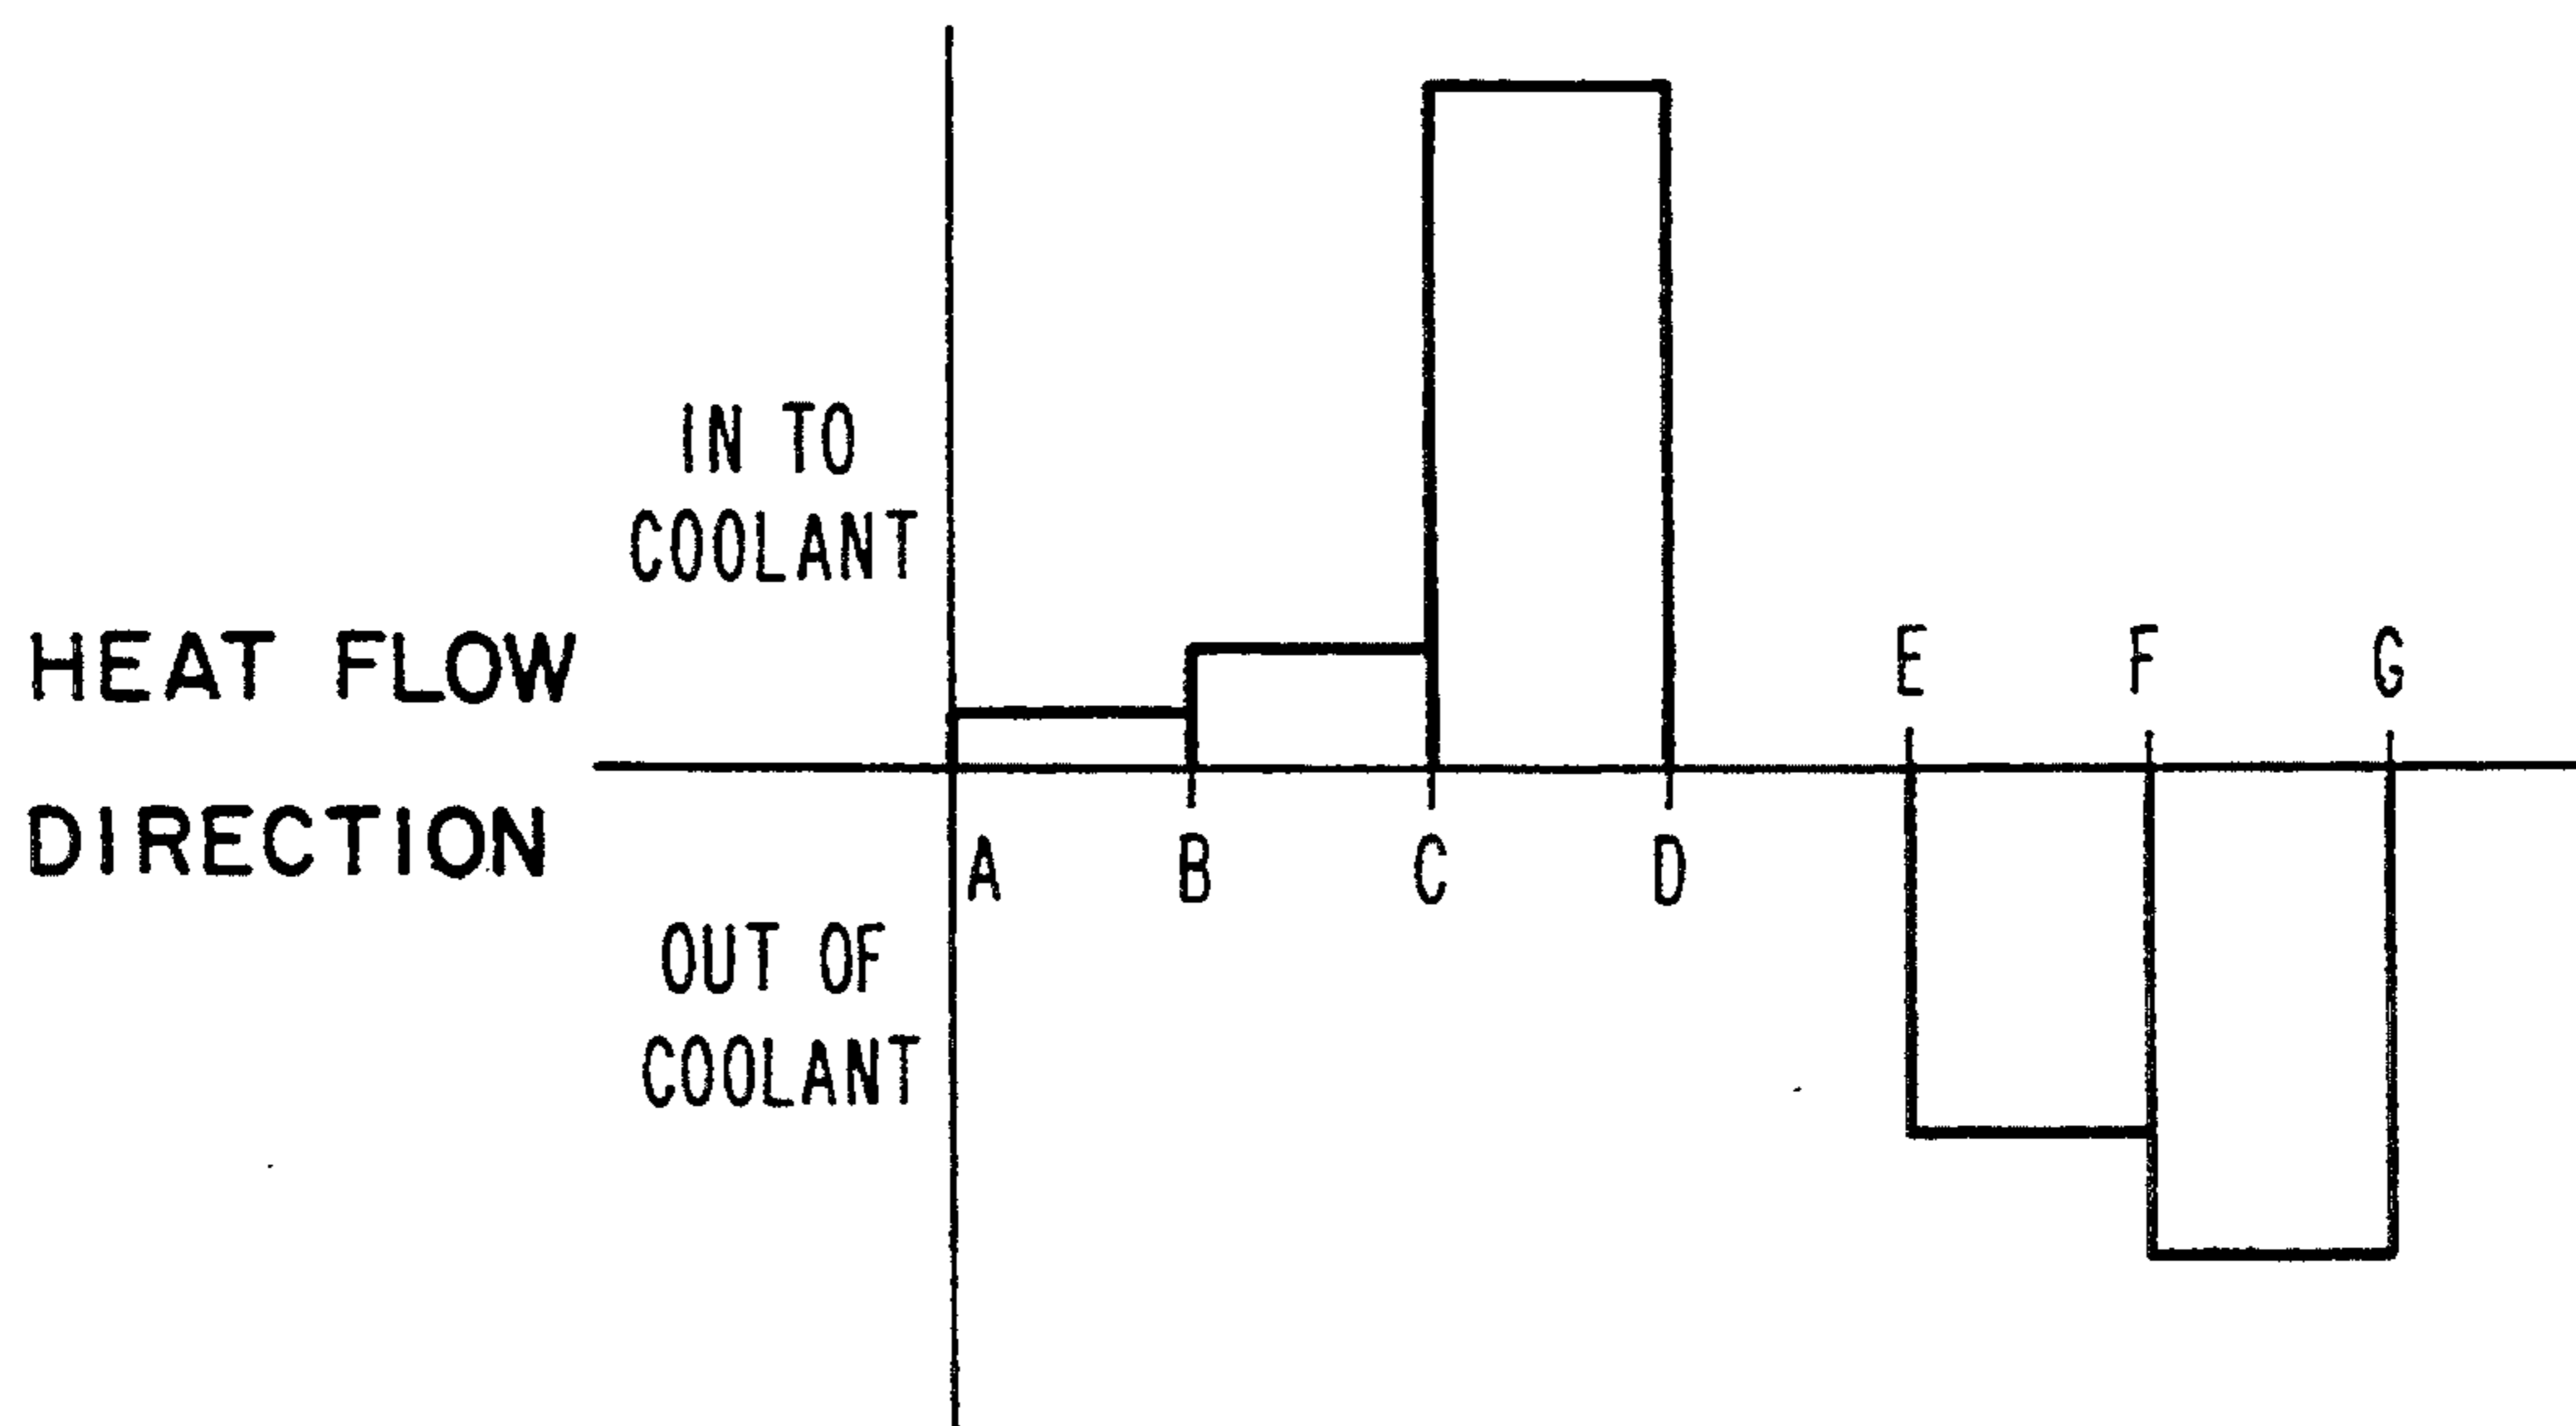 IN TO
COOLANT
HEAT FLOW
DIRECTION
OUT OF
COOLANT
E F G
A B C D